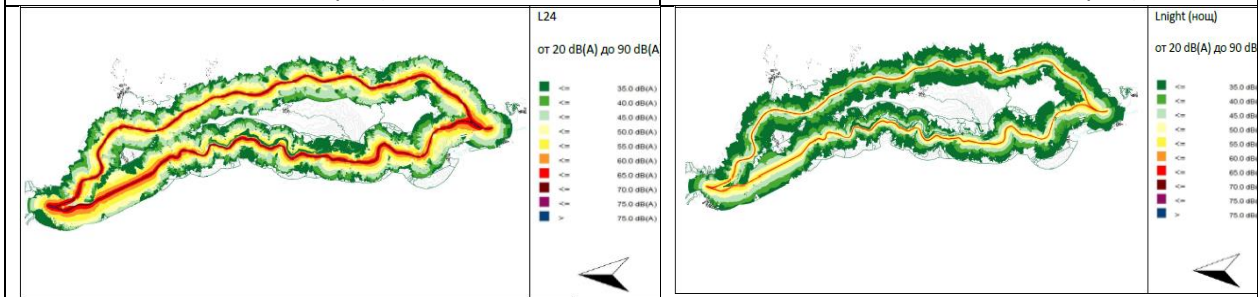 L24
от 20 dB(A) до 90 dB(A
<= 35.0 dB(A)
<= 40.0 dB(A)
<= 45.0 dB(A)
<= 50.0 dB(A)
<= 55.0 dB(A)
<= 60.0 dB(A)
<= 65.0 dB(A)
<= 70.0 dB(A)
<= 75.0 dB(A)
> 75.0 dB(A)
Lnight (нощ)
от 20 dB(A) до 90 dB
<= 35.0 dB(
<= 40.0 dB(
<= 45.0 dB(
<= 50.0 dB(
<= 55.0 dB(
<= 60.0 dB(
<= 65.0 dB(
<= 70.0 dB(
<= 75.0 dB(
> 75.0 dB(